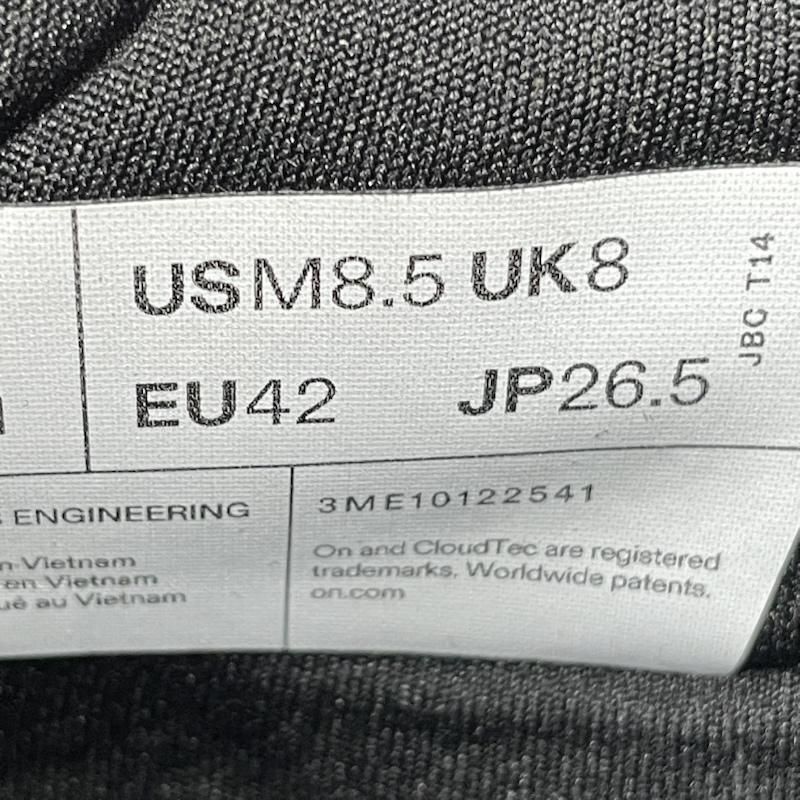 USM8.5 UK8
EU42 JP26.5
JBC T14
ENGINEERING
Vietnam
en Vietnam
au Vietnam
3ME10122541
On and CloudTec are registered
trademarks. Worldwide patents.
on.com